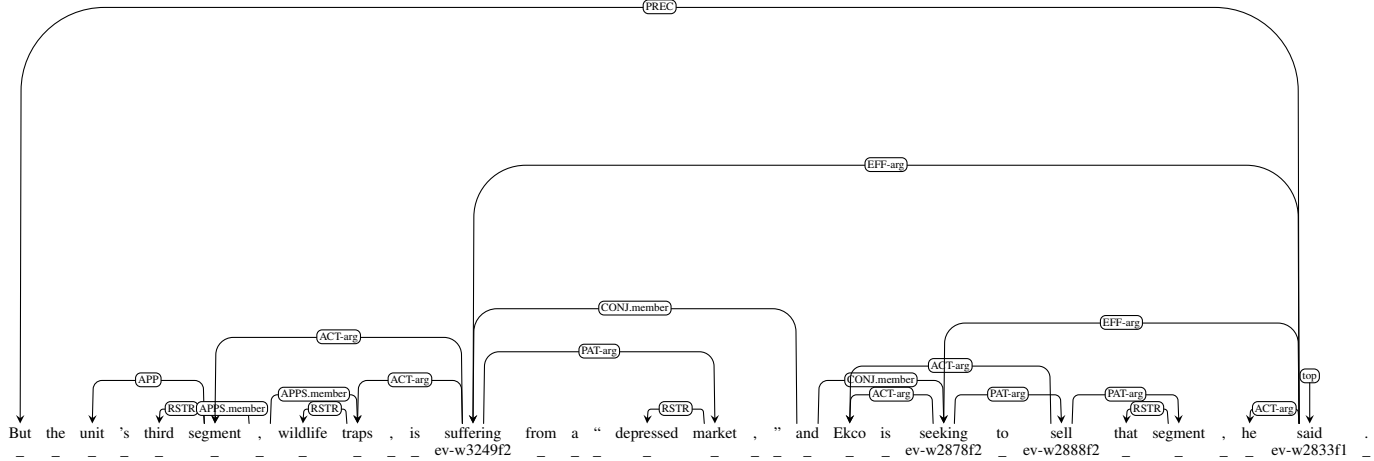 PREC
EFF-arg
CONJ.member
EFF-arg
ACT-arg
PAT-arg
ACT-arg
top
APP
ACT-arg
CONJ.member
APPS.member
ACT-arg
PAT-arg
PAT-arg
RSTR
APPS.member
RSTR
RSTR
RSTR
ACT-arg
But the unit 's third segment , wildlife traps , is suffering from a “ depressed market , ” and Ekco is seeking to sell that segment , he said .
_ _ _ _ _ _ _ _ _ _ _ ev-w3249f2 _ _ _ _ _ _ _ _ _ _ ev-w2878f2 _ ev-w2888f2 _ _ _ _ ev-w2833f1 _